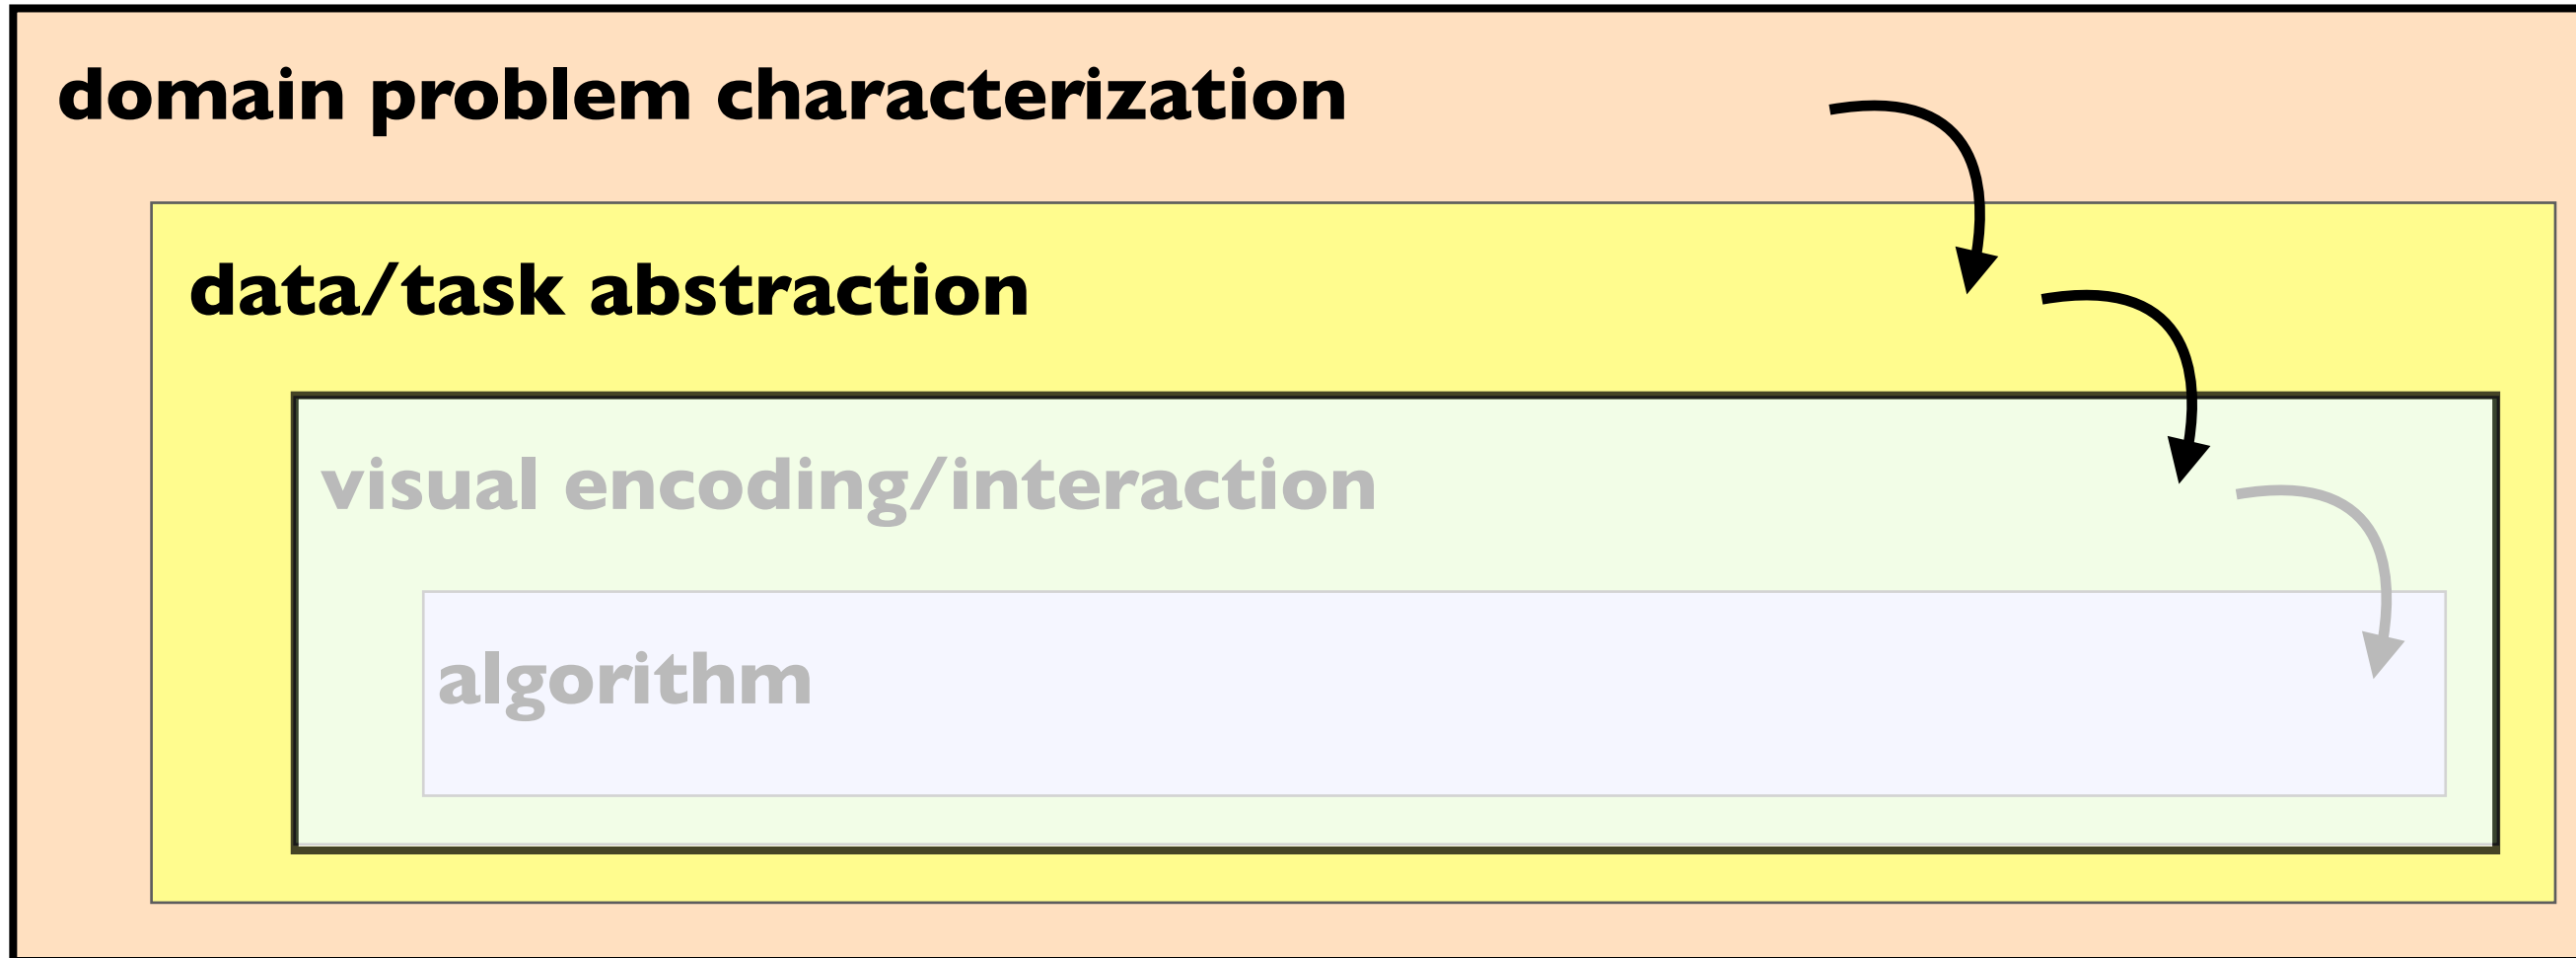 domain problem characterization
data/task abstraction
visual encoding/interaction
algorithm